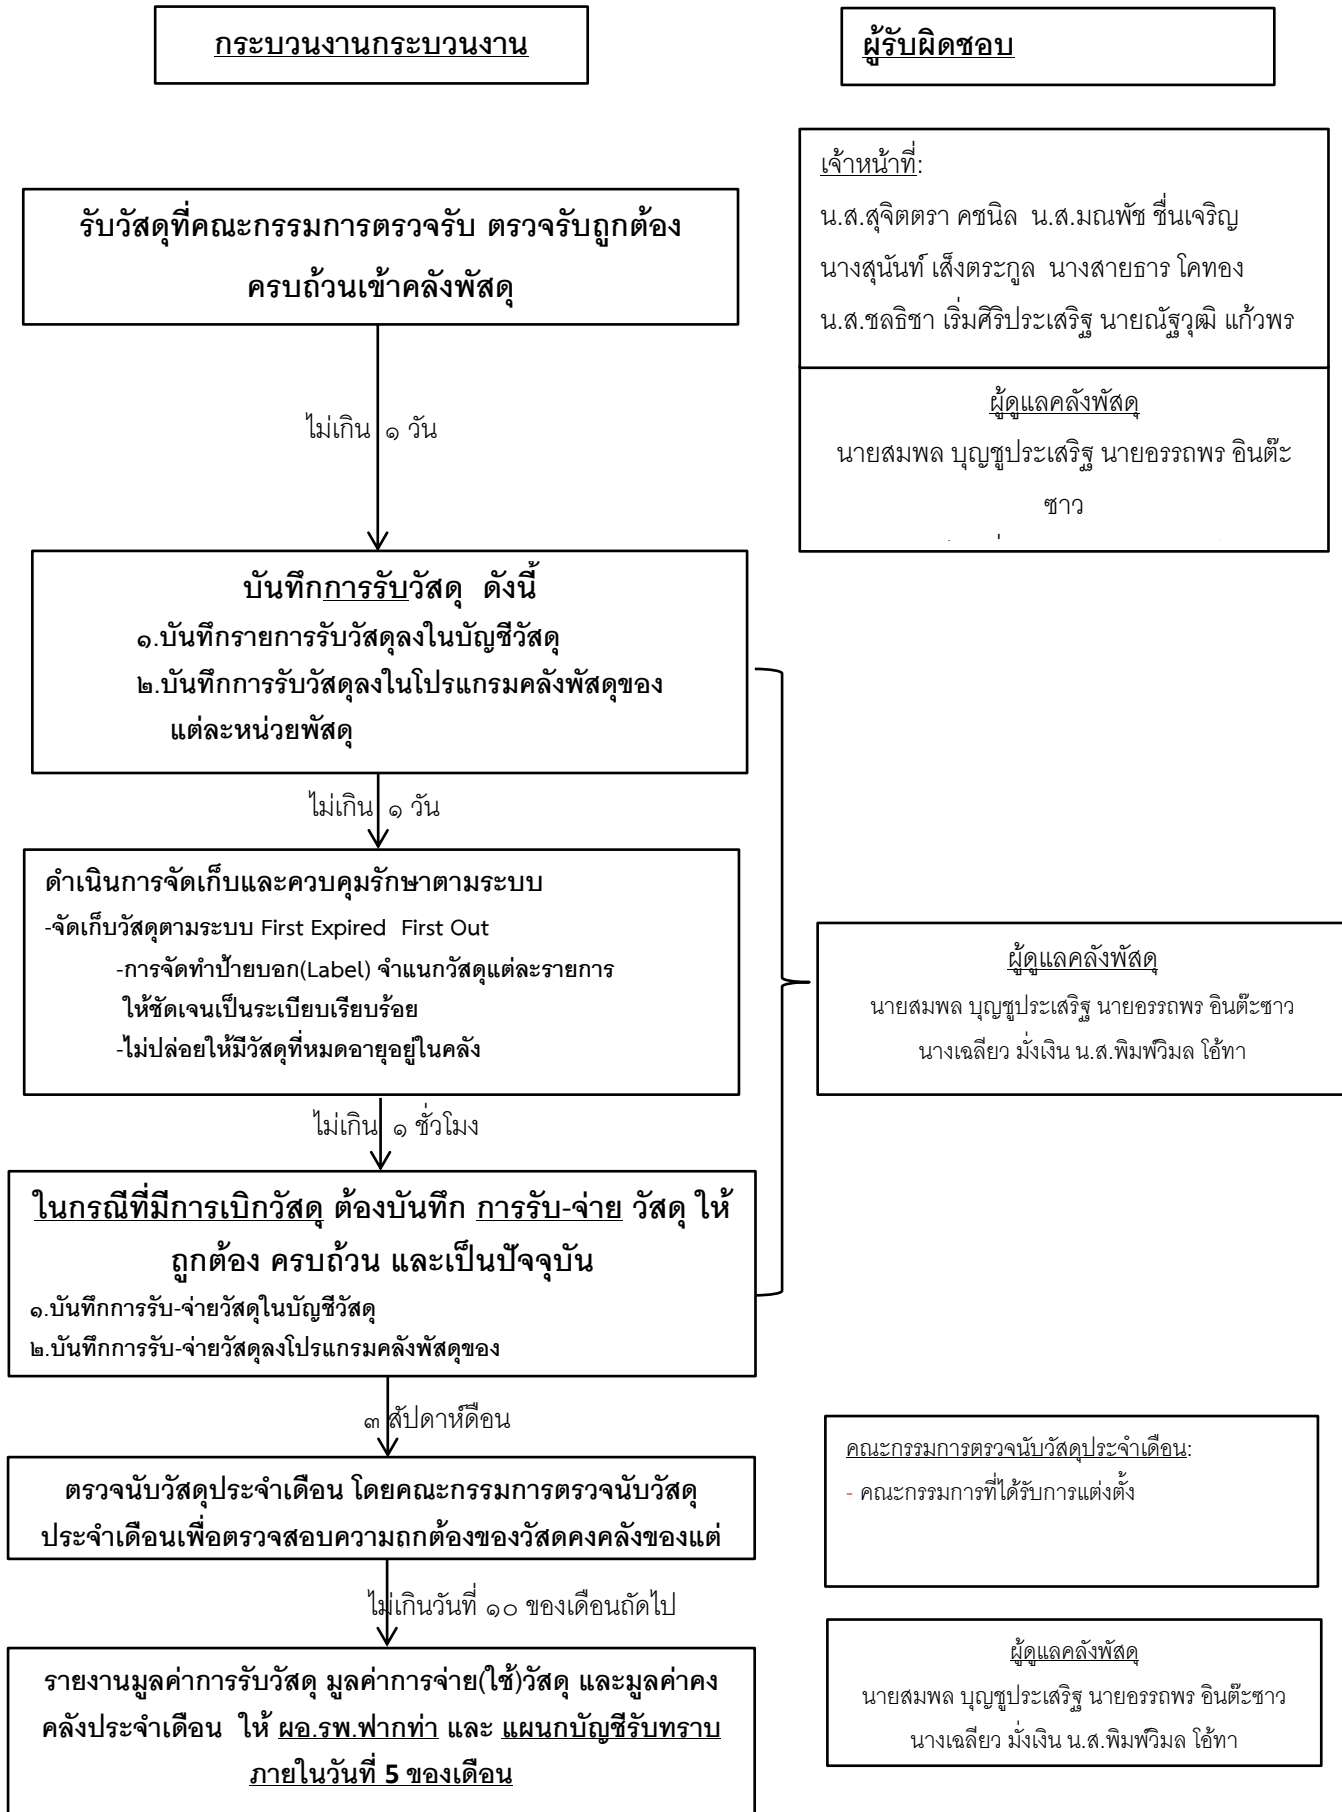 กระบวนงานกระบวนงาน
ผู้รับผิดชอบ
เจ้าหน้าที่:
น.ส.สุจิตตรา คชนิล น.ส.มณพัช ชื่นเจริญ
นางสุนันท์ เส็งตระกูล นางสายธาร โคทอง
น.ส.ชลธิชา เริ่มศิริประเสริฐ นายณัฐวุฒิ แก้วพร
รับวัสดุที่คณะกรรมการตรวจรับ ตรวจรับถูกต้อง
ครบถ้วนเข้าคลังพัสดุ
ผู้ดูแลคลังพัสดุ
นายสมพล บุญชูประเสริฐ นายอรรถพร อินต๊ะ
ซาว
ไม่เกิน ๑ วัน
บันทึกการรับวัสดุ ดังนี้
๑.บันทึกรายการรับวัสดุลงในบัญชีวัสดุ
๒.บันทึกการรับวัสดุลงในโปรแกรมคลังพัสดุของ
แต่ละหน่วยพัสดุ
ไม่เกิน ๑ วัน
ดำเนินการจัดเก็บและควบคุมรักษาตามระบบ
-จัดเก็บวัสดุตามระบบ First Expired First Out
-การจัดทำป้ายบอก(Label) จำแนกวัสดุแต่ละรายการ
ให้ชัดเจนเป็นระเบียบเรียบร้อย
-ไม่ปล่อยให้มีวัสดุที่หมดอายุอยู่ในคลัง
ผู้ดูแลคลังพัสดุ
นายสมพล บุญชูประเสริฐ นายอรรถพร อินต๊ะซาว
นางเฉลียว มั่งเงิน น.ส.พิมพ์วิมล โอ้ทา
ไม่เกิน ๑ ชั่วโมง
ในกรณีที่มีการเบิกวัสดุ ต้องบันทึก การรับ-จ่าย วัสดุ ให้
ถูกต้อง ครบถ้วน และเป็นปัจจุบัน
๑.บันทึกการรับ-จ่ายวัสดุในบัญชีวัสดุ
๒.บันทึกการรับ-จ่ายวัสดุลงโปรแกรมคลังพัสดุของ
๓ สัปดาห์ดือน
ตรวจนับวัสดุประจำเดือน โดยคณะกรรมการตรวจนับวัสดุ
ประจำเดือนเพื่อตรวจสอบความถูกต้องของวัสดุคงคลังของแต่
คณะกรรมการตรวจนับวัสดุประจำเดือน:
- คณะกรรมการที่ได้รับการแต่งตั้ง
ไม่เกินวันที่ ๑๐ ของเดือนถัดไป
รายงานมูลค่าการรับวัสดุ มูลค่าการจ่าย(ใช้)วัสดุ และมูลค่าคง
คลังประจำเดือน ให้ ผอ.รพ.ฟากท่า และ แผนกบัญชีรับทราบ
ภายในวันที่ 5 ของเดือน
ผู้ดูแลคลังพัสดุ
นายสมพล บุญชูประเสริฐ นายอรรถพร อินต๊ะซาว
นางเฉลียว มั่งเงิน น.ส.พิมพ์วิมล โอ้ทา